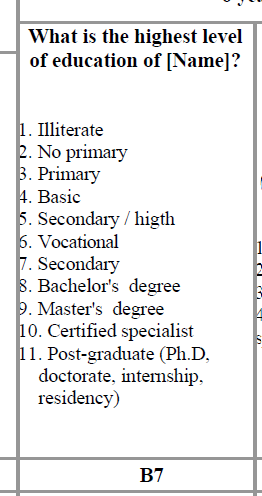 What is the highest level
of education of [Name]?
1. Illiterate
2. No primary
3. Primary
4. Basic
5. Secondary / higth
6. Vocational
7. Secondary
8. Bachelor's degree
9. Master's degree
10. Certified specialist
11. Post-graduate (Ph.D,
doctorate, internship,
residency)
B7